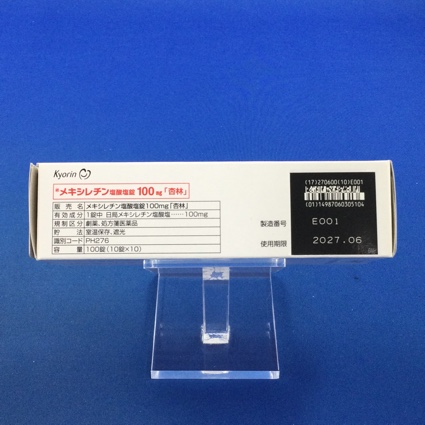 Kyorin
*メキシレチン塩酸塩錠100mg「杏林」
販売名 メキシレチン塩酸塩錠100mg「杏林」
有効成分 1錠中 日局メキシレチン塩酸塩……100mg
規制区分 劇薬、処方箋医薬品
貯法 室温保存、遮光
識別コード PH276
包装 100錠(10錠×10)
(17)270600(10)E001
(01)14987060305104
製造番号 E001
使用期限 2027.06